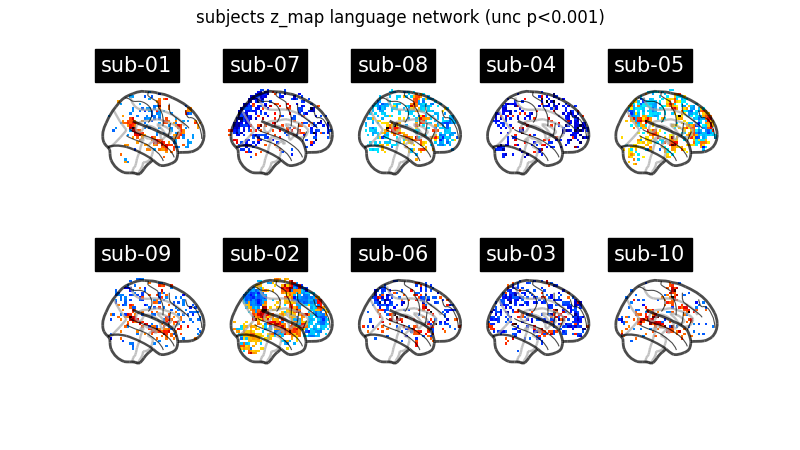 subjects z_map language network (unc p<0.001)
sub-01
sub-07
sub-08
sub-04
sub-05
sub-09
sub-02
sub-06
sub-03
sub-10